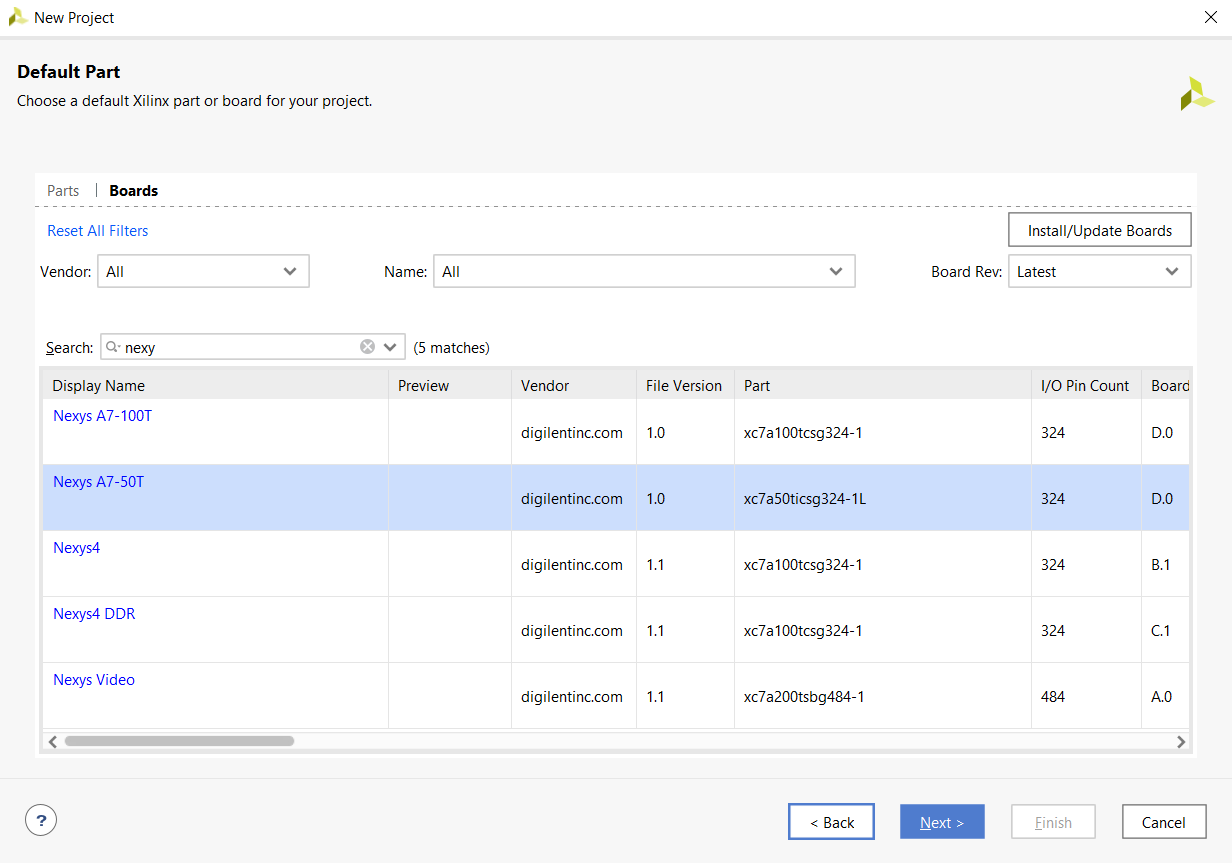 New Project
Default Part
Choose a default Xilinx part or board for your project.
Parts | Boards
Reset All Filters
Install/Update Boards
Vendor: All Name: All Board Rev: Latest
Search: nexy (5 matches)
Display Name Preview Vendor File Version Part I/O Pin Count Board
Nexys A7-100T digilentinc.com 1.0 xc7a100tcsg324-1 324 D.0
Nexys A7-50T digilentinc.com 1.0 xc7a50ticsg324-1L 324 D.0
Nexys4 digilentinc.com 1.1 xc7a100tcsg324-1 324 B.1
Nexys4 DDR digilentinc.com 1.1 xc7a100tcsg324-1 324 C.1
Nexys Video digilentinc.com 1.1 xc7a200tsbg484-1 484 A.0
? < Back Next > Finish Cancel